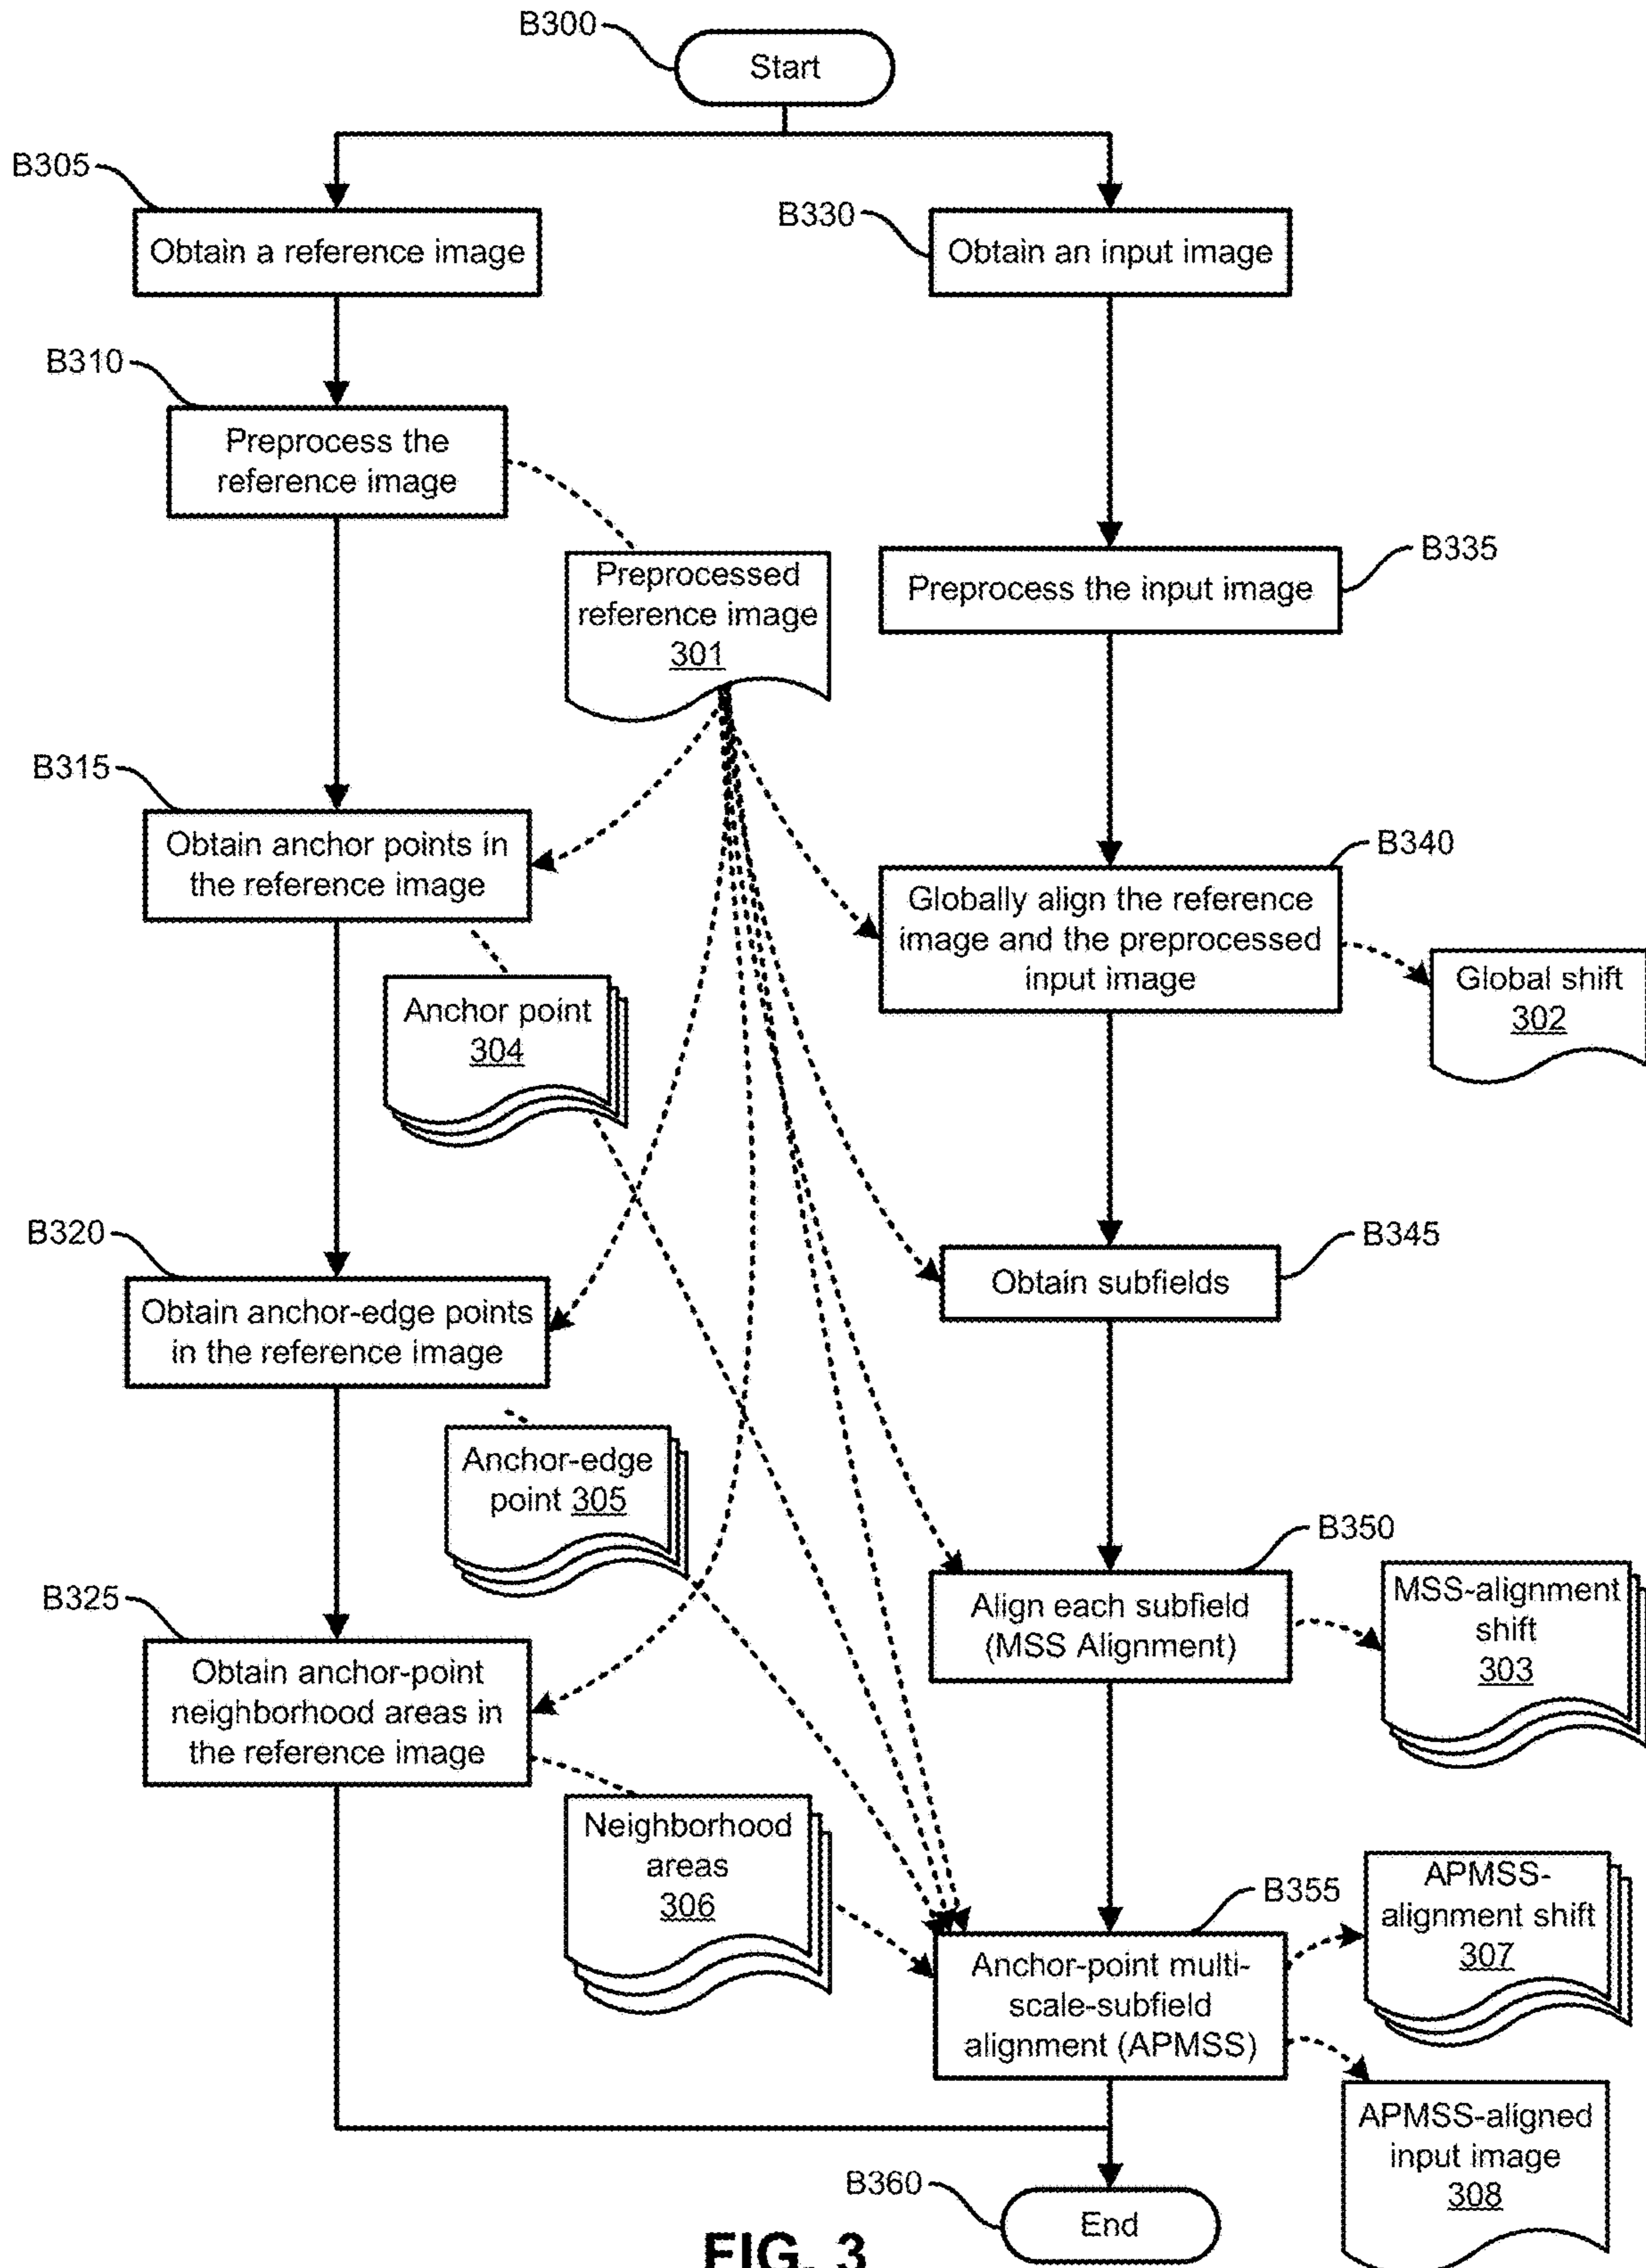 B300
Start
B305
Obtain a reference image
B330
Obtain an input image
B310
Preprocess the
reference image
Preprocessed
reference image
301
B335
Preprocess the input image
B315
Obtain anchor points in
the reference image
B340
Globally align the reference
image and the preprocessed
input image
Global shift
302
Anchor point
304
B320
Obtain anchor-edge points
in the reference image
B345
Obtain subfields
Anchor-edge
point 305
B350
Align each subfield
(MSS Alignment)
MSS-alignment
shift
303
B325
Obtain anchor-point
neighborhood areas in
the reference image
Neighborhood
areas
306
B355
Anchor-point multi-
scale-subfield
alignment (APMSS)
APMSS-
alignment shift
307
APMSS-aligned
input image
308
B360
End
FIG. 3